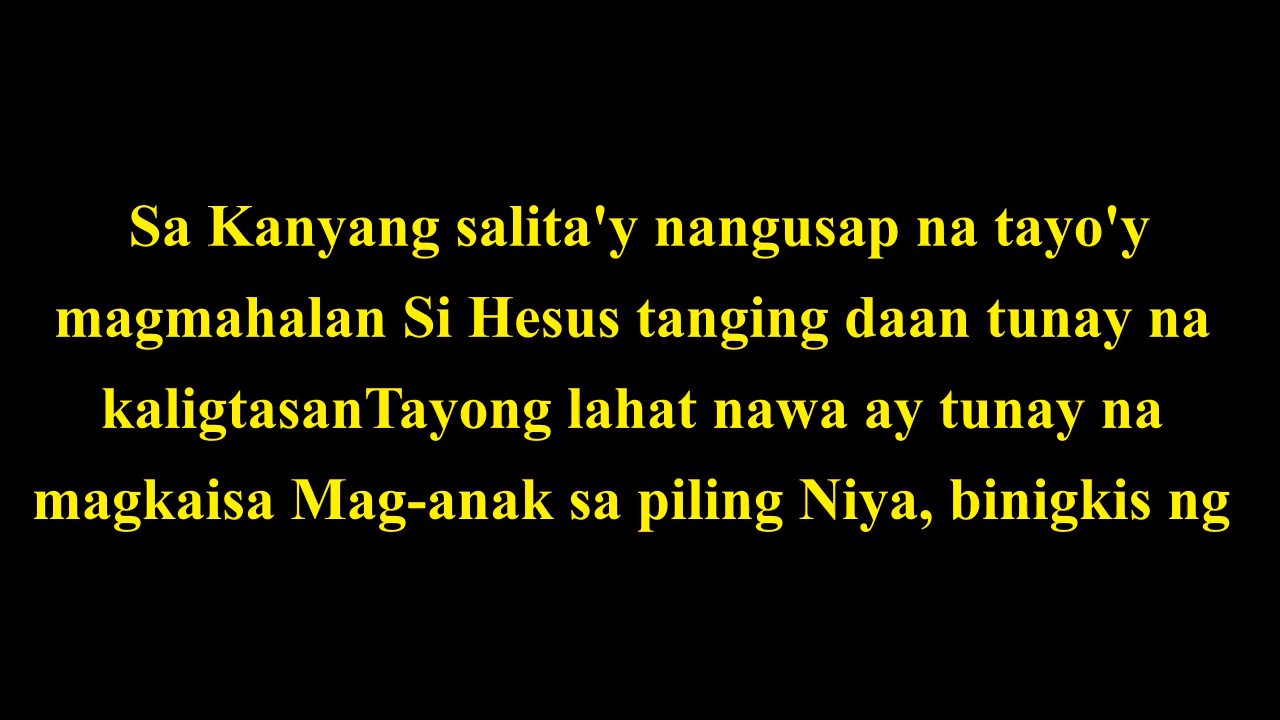 Sa Kanyang salita'y nangusap na tayo'y
magmahalan Si Hesus tanging daan tunay na
kaligtasanTayong lahat nawa ay tunay na
magkaisa Mag-anak sa piling Niya, binigkis ng